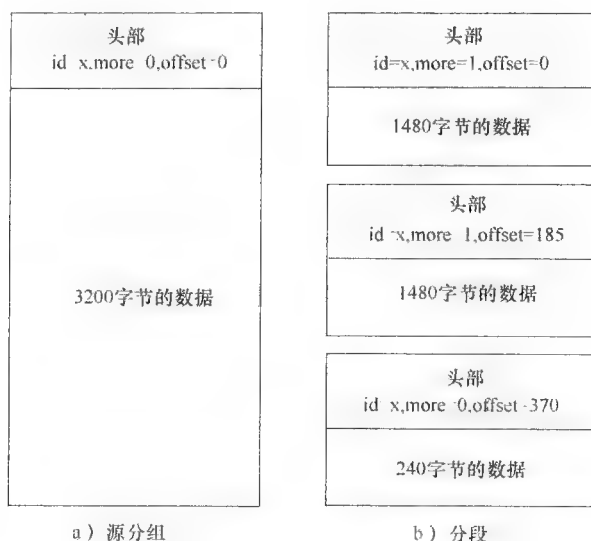 头部
id x,more 0,offset=0
3200字节的数据
a）源分组
头部
id=x,more=1,offset=0
1480字节的数据
头部
id=x,more 1,offset=185
1480字节的数据
头部
id x,more=0,offset-370
240字节的数据
b）分段